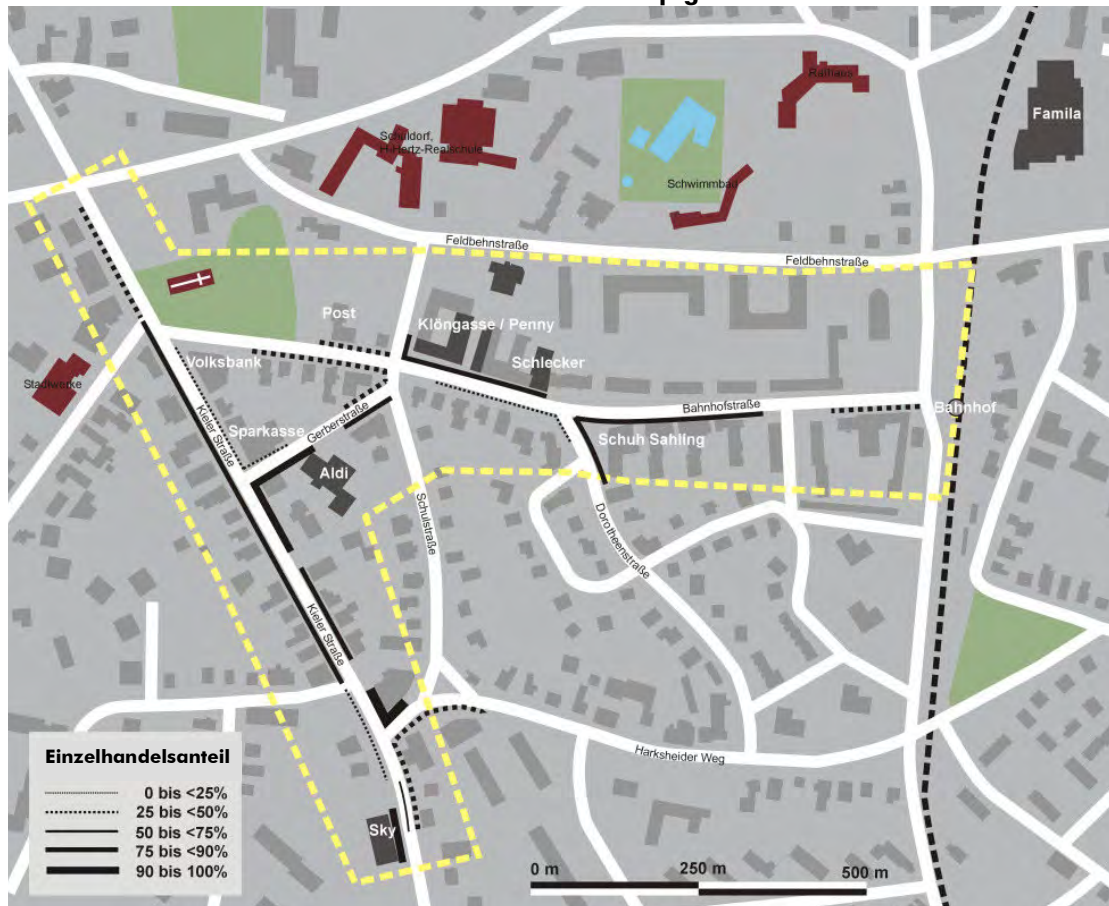 Rathaus
Famila
Schuldorf,
H-Hertz-Realschule
Schwimmbad
Feldbehnstraße
Feldbehnstraße
Post
Klöngasse / Penny
Volksbank
Schlecker
Stadtwerke
Bahnhofstraße
Bahnhof
Kieler Straße
Sparkasse
Gerberstraße
Schuh Sahling
Aldi
Schulstraße
Dorotheenstraße
Kieler Straße
Harksheider Weg
Einzelhandelsanteil
0 bis <25%
25 bis <50%
50 bis <75%
75 bis <90%
90 bis 100%
Sky
0 m 250 m 500 m